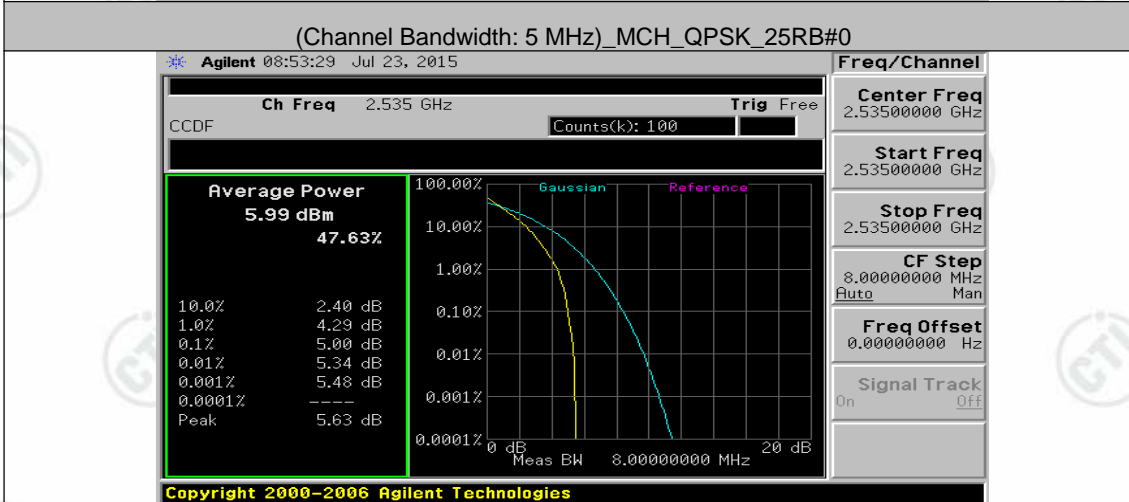 (Channel Bandwidth: 5 MHz)_MCH_QPSK_25RB#0
Agilent 08:53:29 Jul 23, 2015
Freq/Channel
Ch Freq 2.535 GHz
Trig Free
CCDF
Counts(k): 100
Center Freq
2.53500000 GHz
Start Freq
2.53500000 GHz
Stop Freq
2.53500000 GHz
CF Step
8.00000000 MHz
Auto Man
Freq Offset
0.00000000 Hz
Signal Track
On Off
Average Power
5.99 dBm
47.63%
10.0% 2.40 dB
1.0% 4.29 dB
0.1% 5.00 dB
0.01% 5.34 dB
0.001% 5.48 dB
0.0001% ----
Peak 5.63 dB
Gaussian
Reference
100.00%
10.00%
1.00%
0.10%
0.01%
0.001%
0.0001%
0 dB
20 dB
Meas BW 8.00000000 MHz
Copyright 2000-2006 Agilent Technologies
CTI
CTI